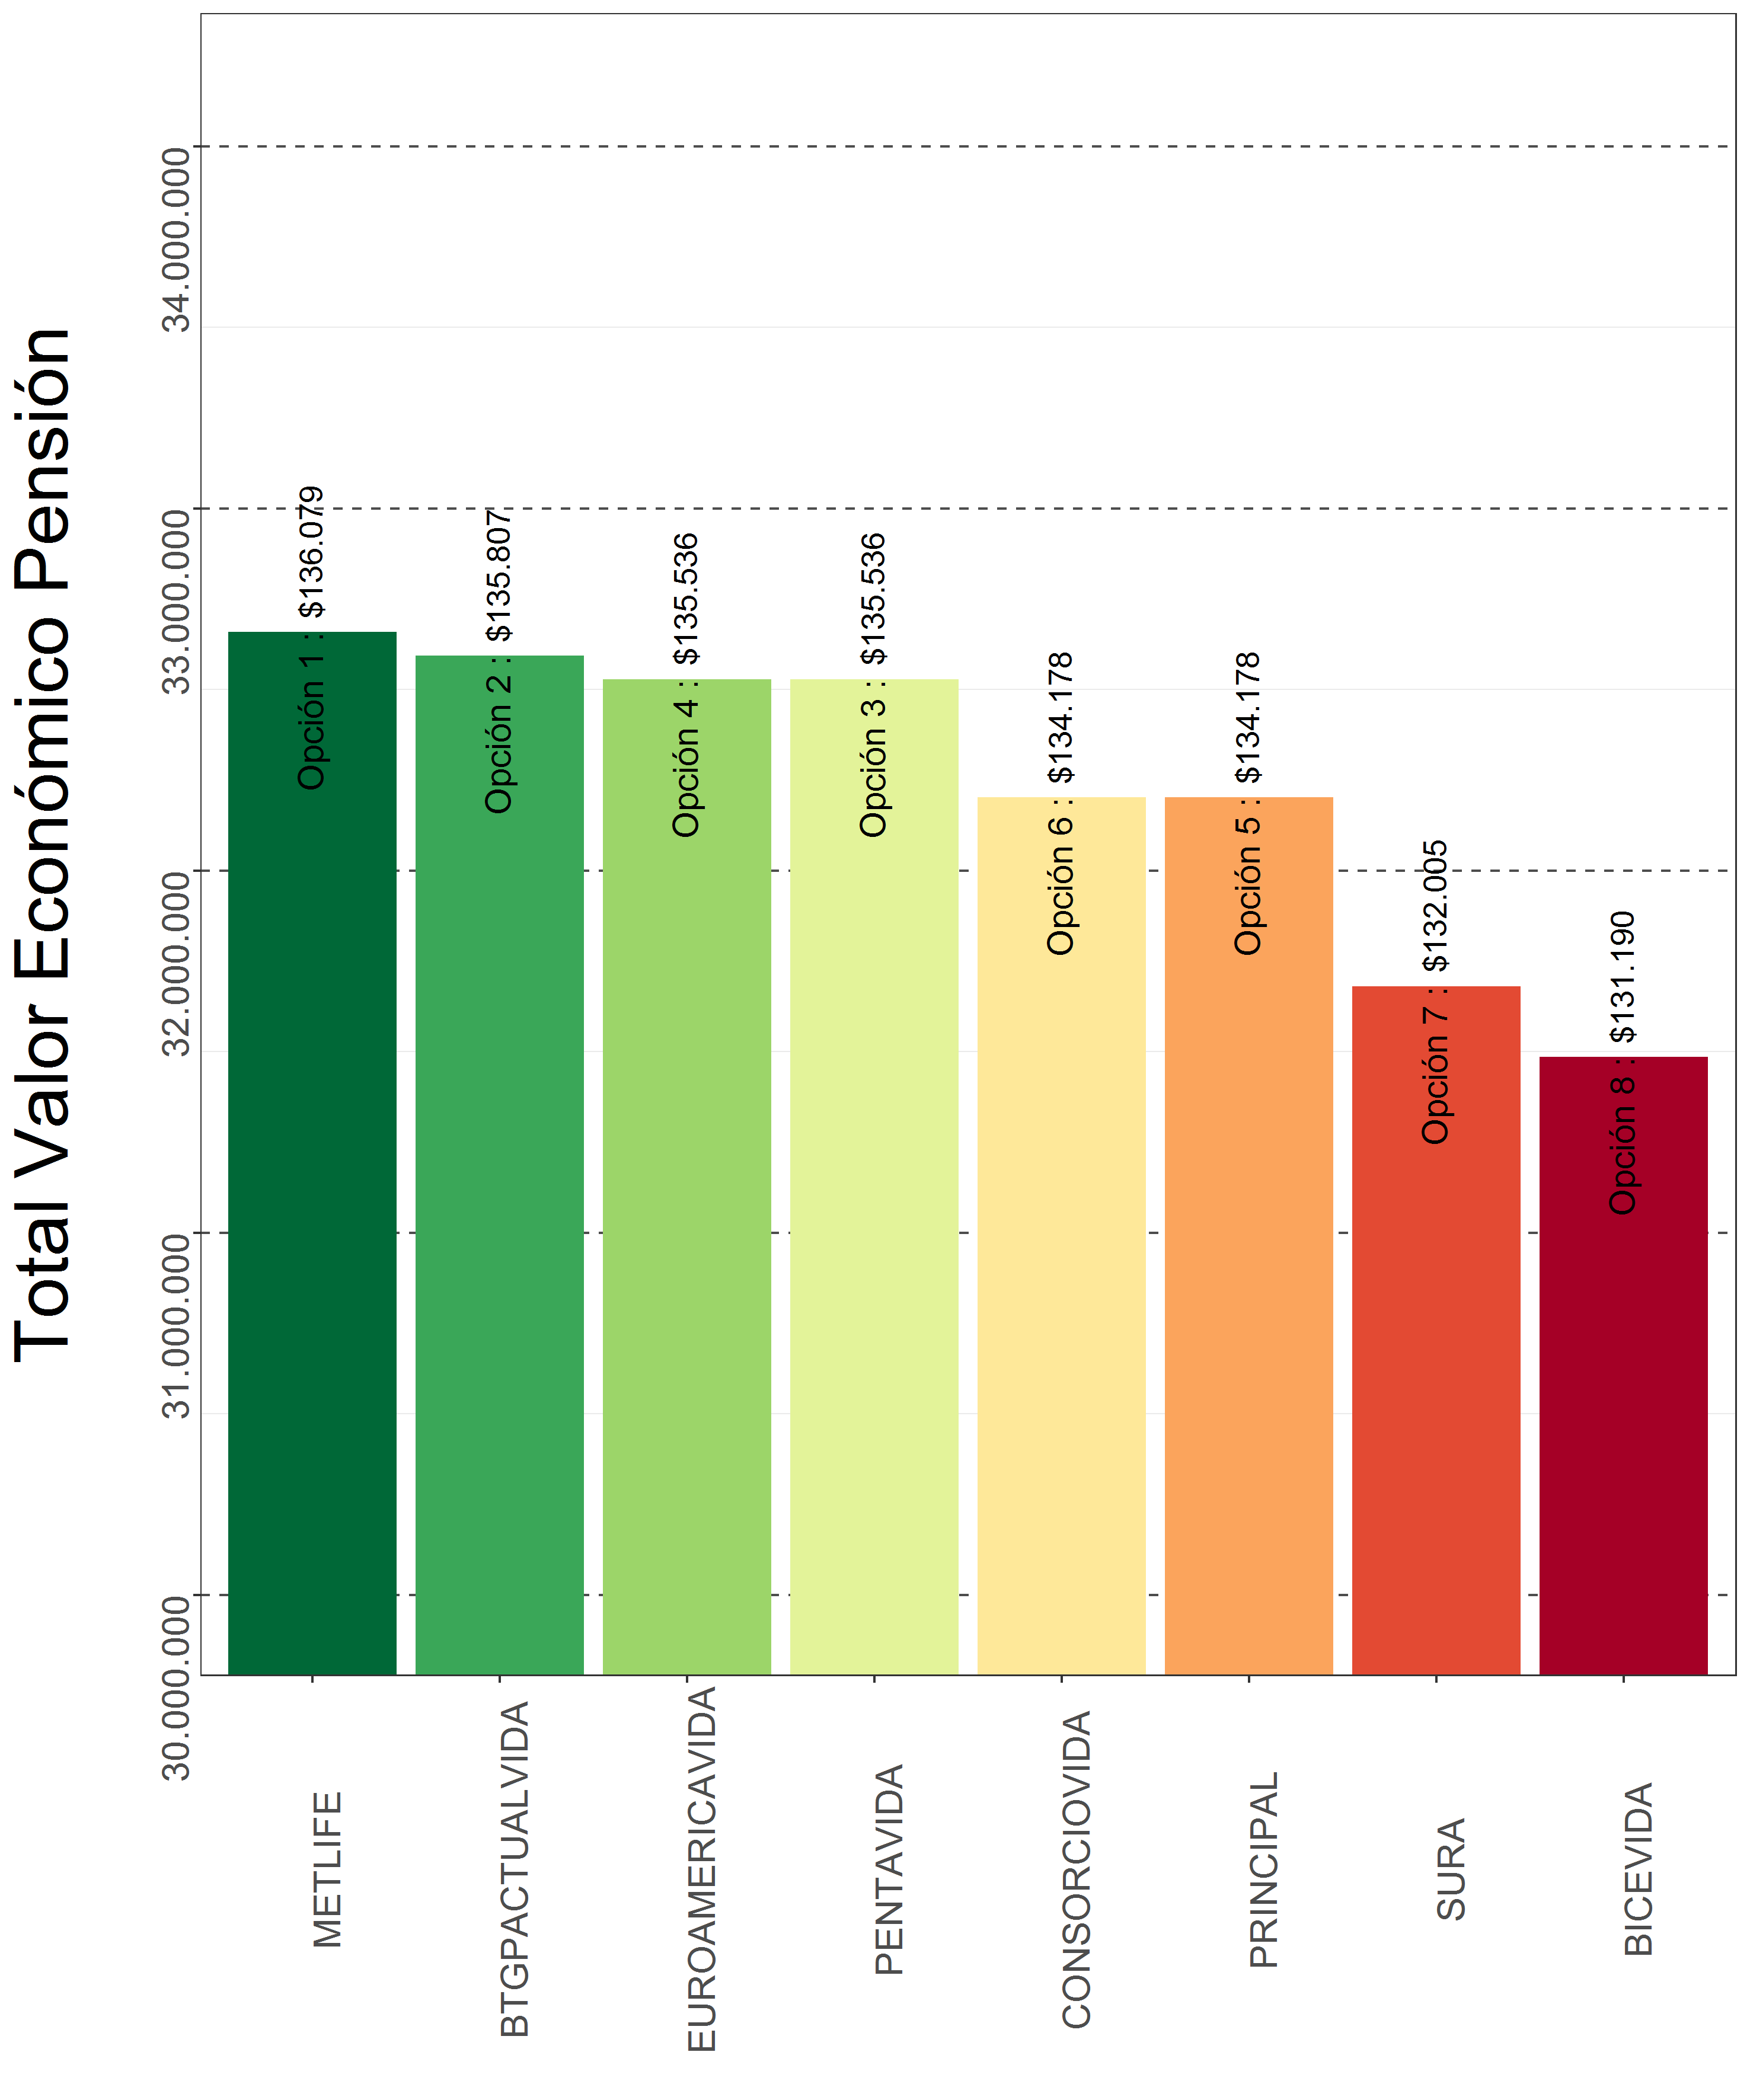 Total Valor Económico Pensión
34.000.000
33.000.000
32.000.000
31.000.000
30.000.000
Opción 1 : $136.079
Opción 2 : $135.807
Opción 4 : $135.536
Opción 3 : $135.536
Opción 6 : $134.178
Opción 5 : $134.178
Opción 7 : $132.005
Opción 8 : $131.190
METLIFE
BTGPACTUALVIDA
EUROAMERICAVIDA
PENTAVIDA
CONSORCIOVIDA
PRINCIPAL
SURA
BICEVIDA